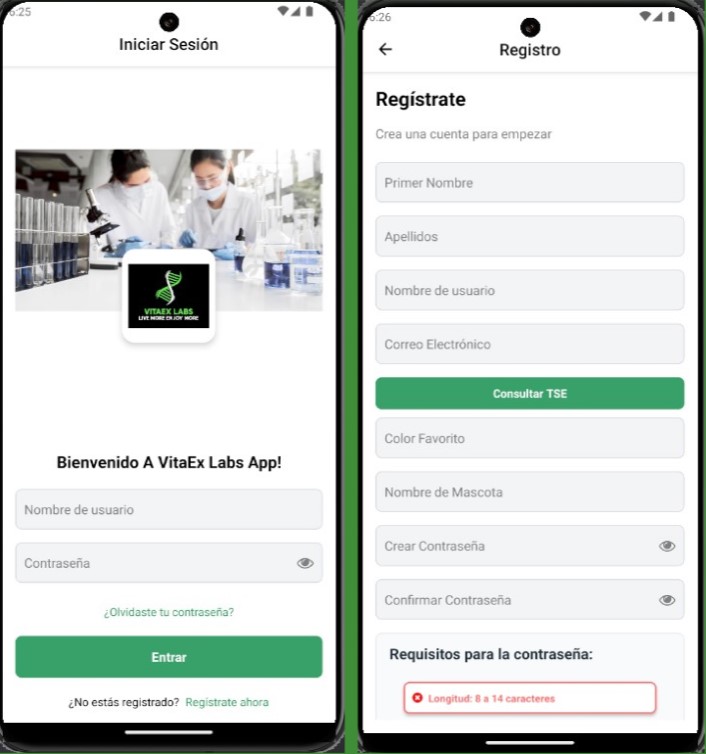 6:25
Iniciar Sesión
VITAEX LABS
LIVE MORE ENJOY MORE
Bienvenido A VitaEx Labs App!
Nombre de usuario
Contraseña
¿Olvidaste tu contraseña?
Entrar
¿No estás registrado? Regístrate ahora
6:26
Registro
Regístrate
Crea una cuenta para empezar
Primer Nombre
Apellidos
Nombre de usuario
Correo Electrónico
Consultar TSE
Color Favorito
Nombre de Mascota
Crear Contraseña
Confirmar Contraseña
Requisitos para la contraseña:
Longitud: 8 a 14 caracteres